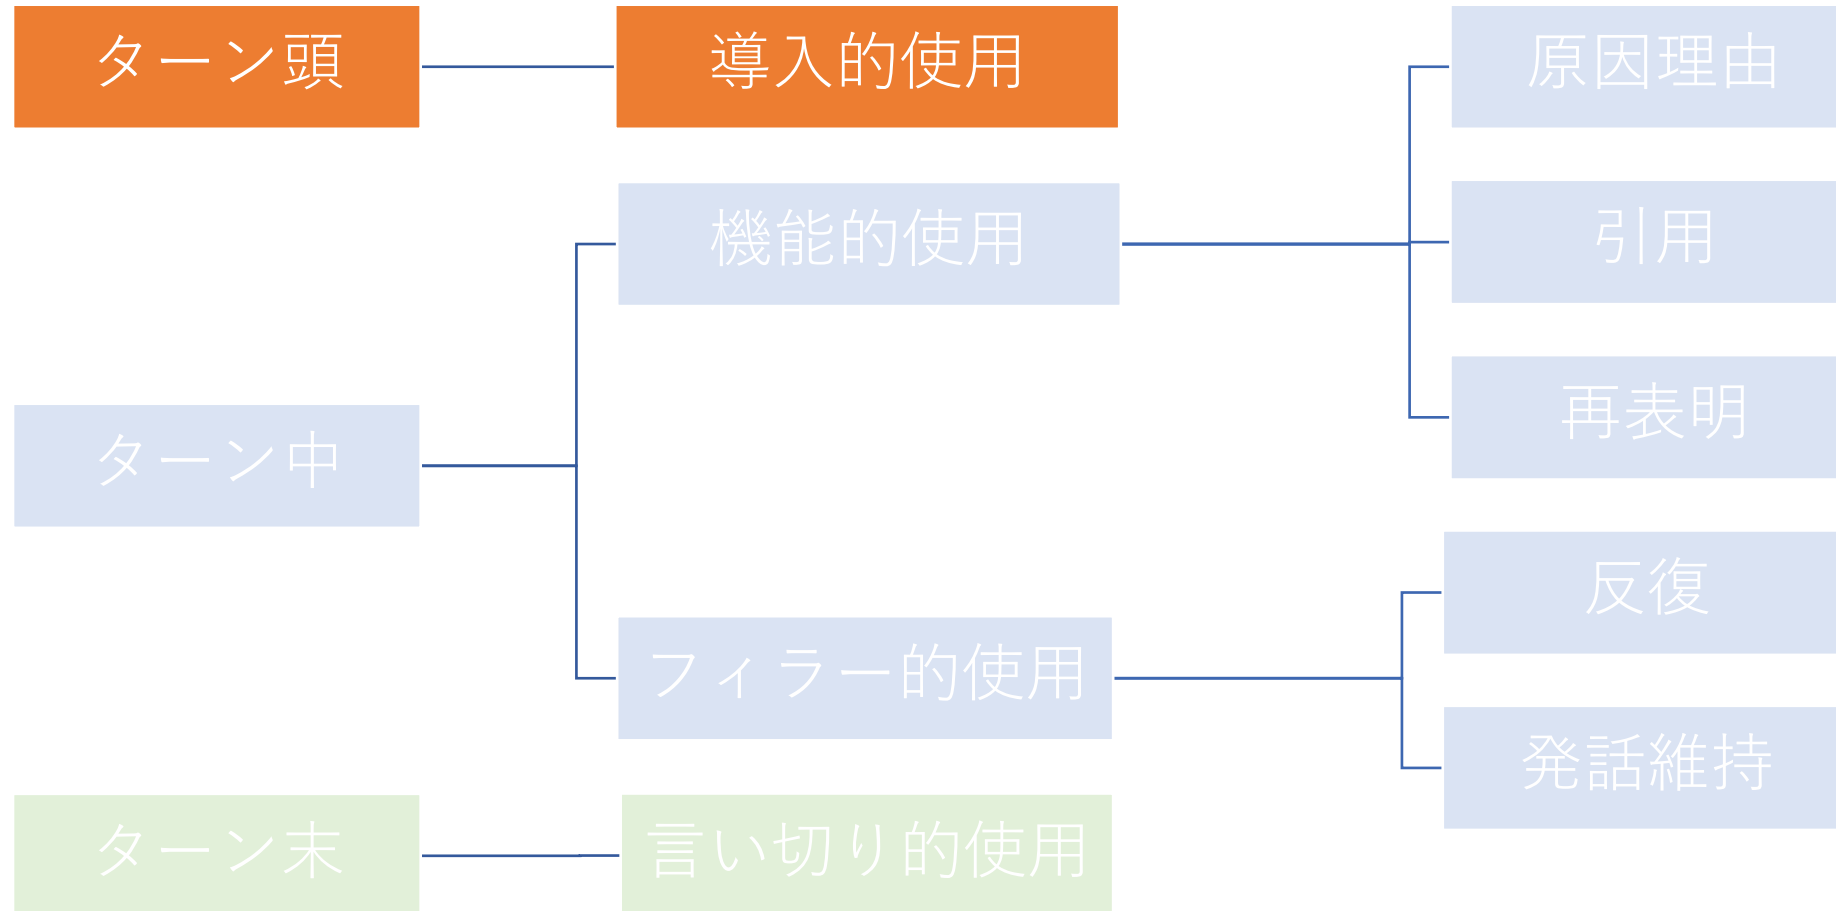 ターン頭
導入的使用
原因理由
機能的使用
引用
再表明
ターン中
反復
フィラー的使用
発話維持
ターン末
言い切り的使用